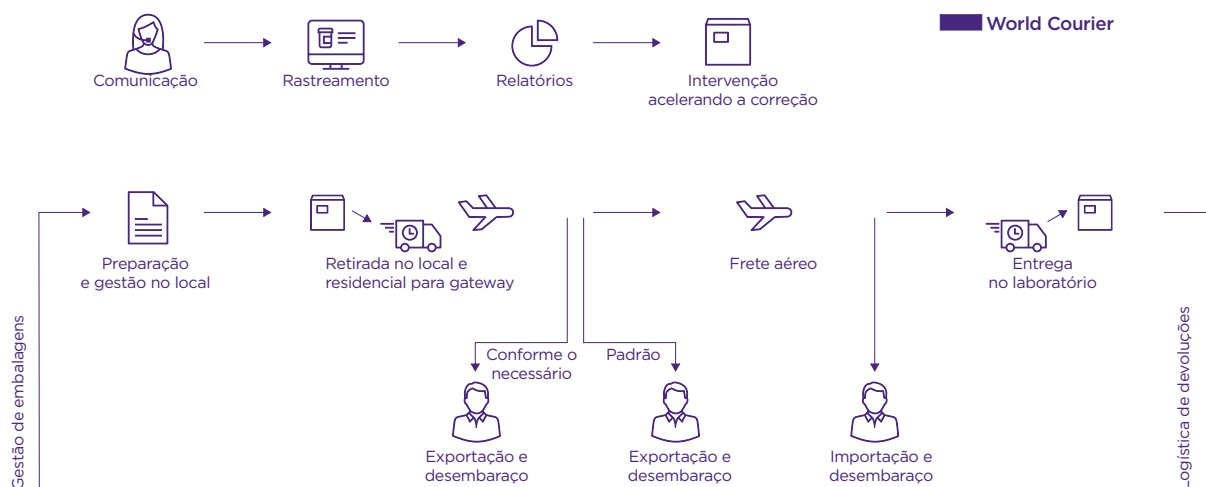 World Courier
Comunicação
Rastreamento
Relatórios
Intervenção
acelerando a correção
Preparação
e gestão no local
Retirada no local e
residencial para gateway
Frete aéreo
Entrega
no laboratório
Gestão de embalagens
Conforme o
necessário
Padrão
Exportação e
desembaraço
Exportação e
desembaraço
Importação e
desembaraço
Logística de devoluções